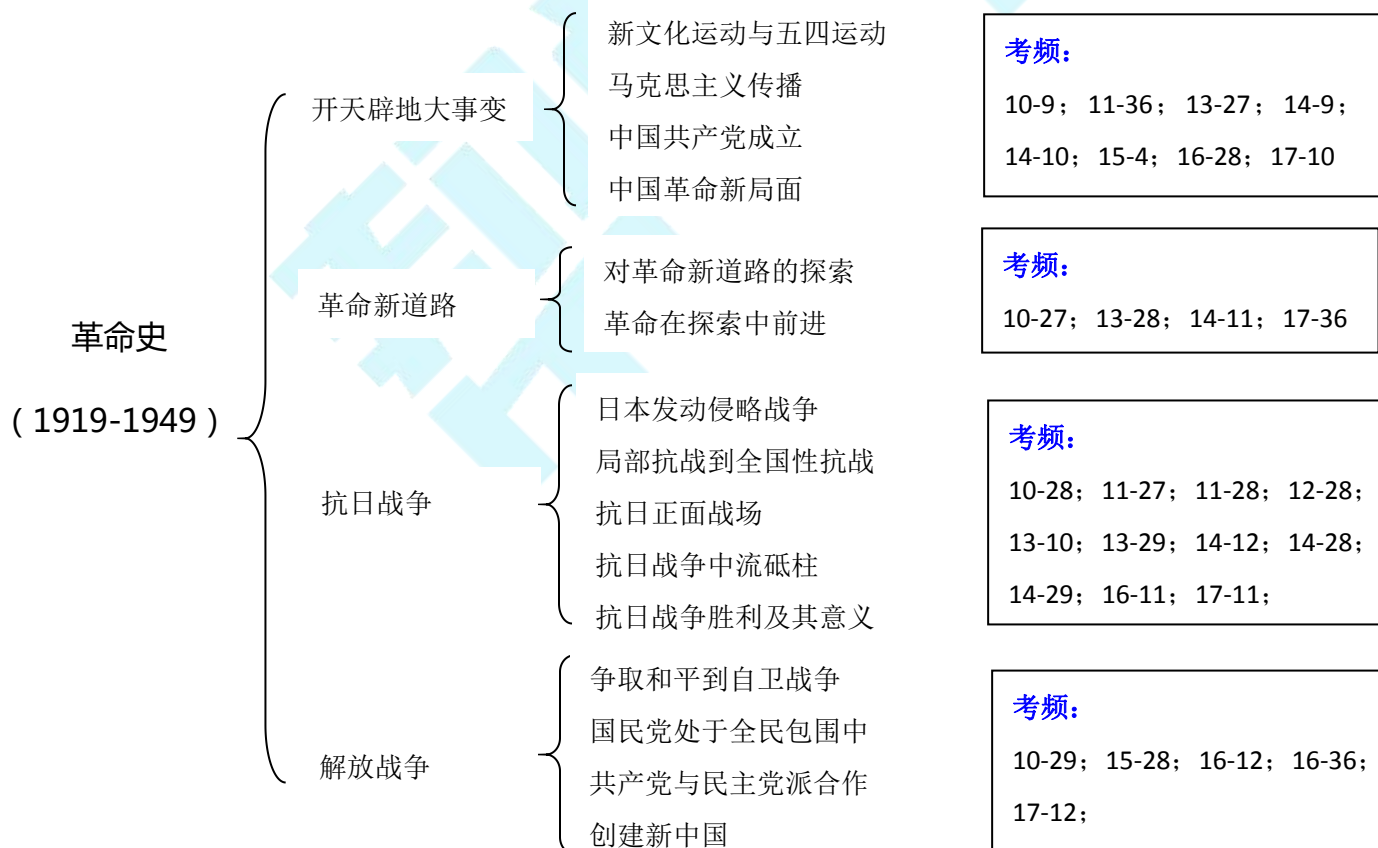 革命史
（1919-1949）
开天辟地大事变
新文化运动与五四运动
马克思主义传播
中国共产党成立
中国革命新局面
考频：
10-9；11-36；13-27；14-9；
14-10；15-4；16-28；17-10
革命新道路
对革命新道路的探索
革命在探索中前进
考频：
10-27；13-28；14-11；17-36
抗日战争
日本发动侵略战争
局部抗战到全国性抗战
抗日正面战场
抗日战争中流砥柱
抗日战争胜利及其意义
考频：
10-28；11-27；11-28；12-28；
13-10；13-29；14-12；14-28；
14-29；16-11；17-11；
解放战争
争取和平到自卫战争
国民党处于全民包围中
共产党与民主党派合作
创建新中国
考频：
10-29；15-28；16-12；16-36；
17-12；